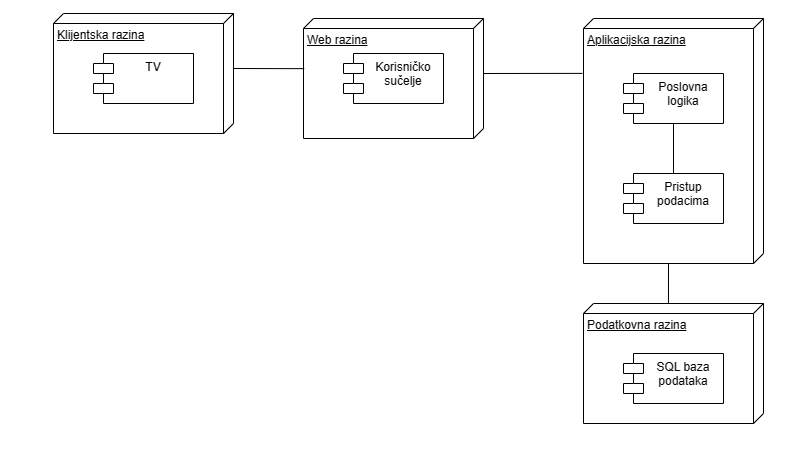 Klijentska razina
TV
Web razina
Korisničko
sučelje
Aplikacijska razina
Poslovna
logika
Pristup
podacima
Podatkovna razina
SQL baza
podataka